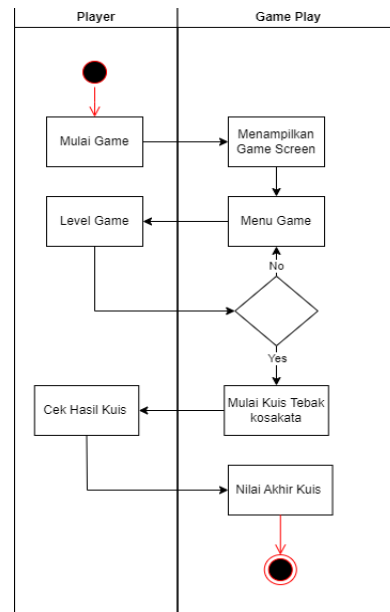 Player
Game Play
Mulai Game
Menampilkan
Game Screen
Level Game
Menu Game
No
Yes
Cek Hasil Kuis
Mulai Kuis Tebak
kosakata
Nilai Akhir Kuis